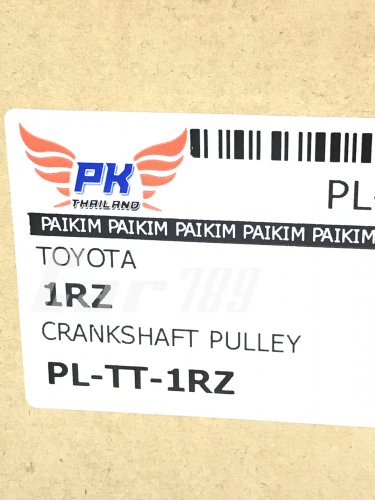 PK
THAILAND
PL-
PAIKIM PAIKIM PAIKIM PAIKIM PAIKIM
TOYOTA
1RZ
CRANKSHAFT PULLEY
PL-TT-1RZ